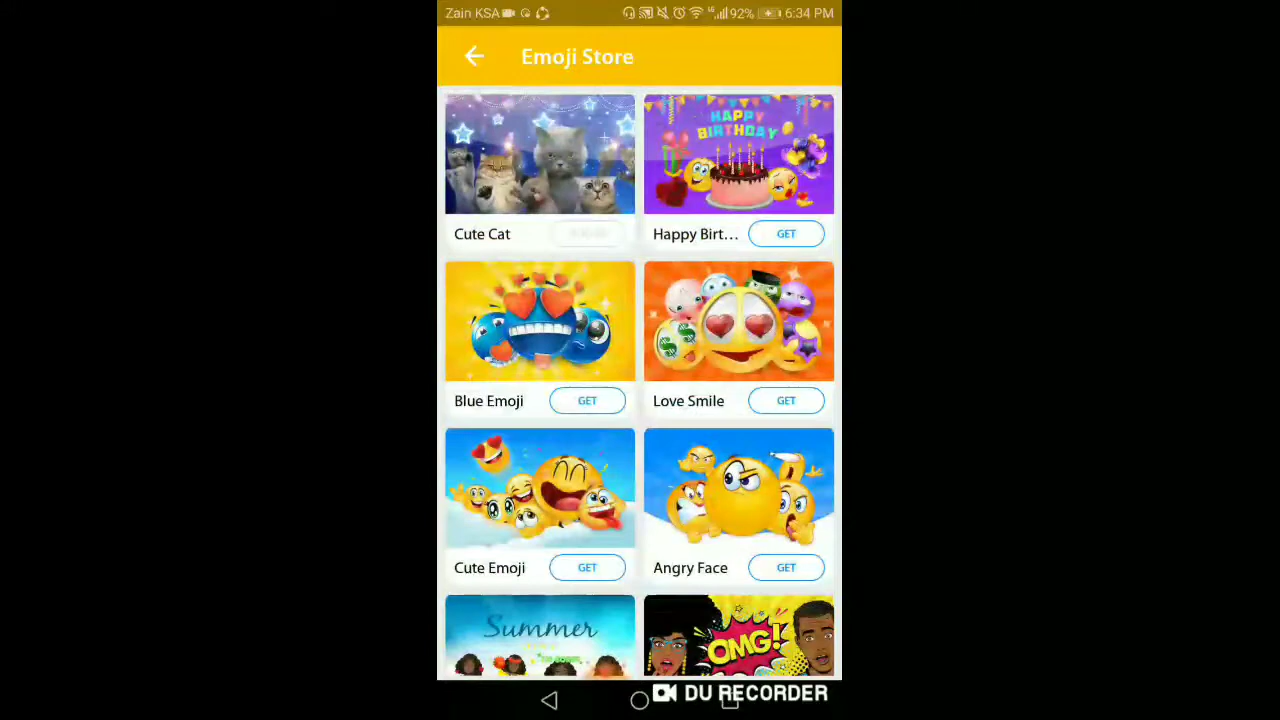 Zain KSA
92% 6:34 PM
Emoji Store
HAPPY
BIRTHDAY
Cute Cat
Happy Birt... GET
Blue Emoji GET
Love Smile GET
Cute Emoji GET
Angry Face GET
Summer
OMG!
DU RECORDER